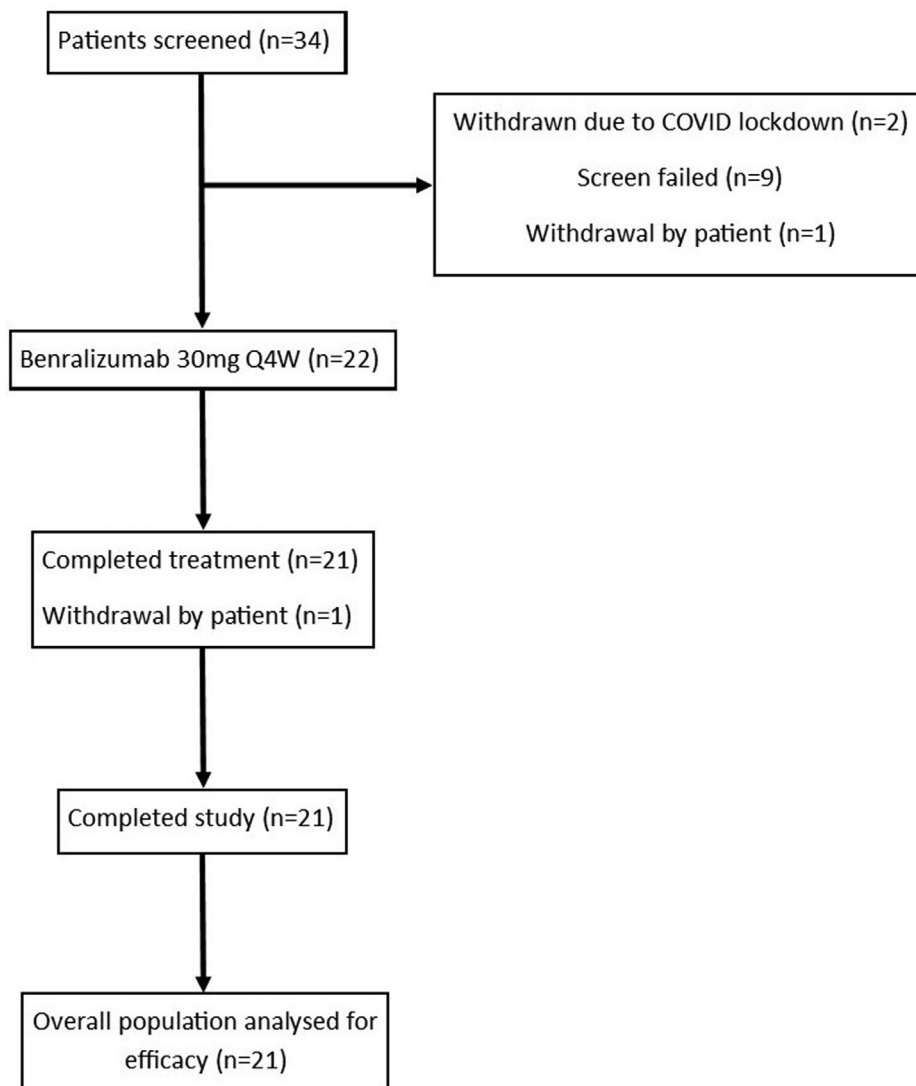 Patients screened (n=34)
Withdrawn due to COVID lockdown (n=2)
Screen failed (n=9)
Withdrawal by patient (n=1)
Benralizumab 30mg Q4W (n=22)
Completed treatment (n=21)
Withdrawal by patient (n=1)
Completed study (n=21)
Overall population analysed for
efficacy (n=21)